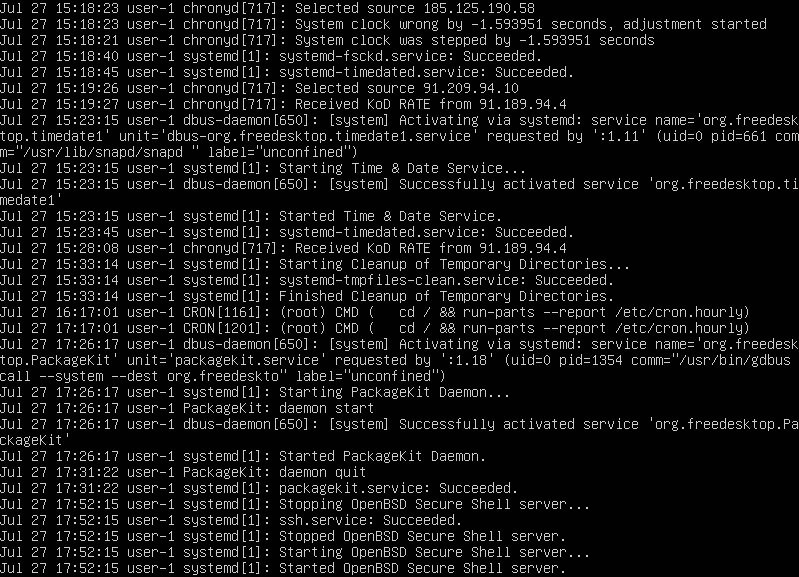 Jul 27 15:18:23 user-1 chronyd[717]: Selected source 185.125.190.58
Jul 27 15:18:23 user-1 chronyd[717]: System clock wrong by -1.593951 seconds, adjustment started
Jul 27 15:18:21 user-1 chronyd[717]: System clock was stepped by -1.593951 seconds
Jul 27 15:18:40 user-1 systemd[1]: systemd-fsckd.service: Succeeded.
Jul 27 15:18:45 user-1 systemd[1]: systemd-timedated.service: Succeeded.
Jul 27 15:19:26 user-1 chronyd[717]: Selected source 91.209.94.10
Jul 27 15:19:27 user-1 chronyd[717]: Received KoD RATE from 91.189.94.4
Jul 27 15:23:15 user-1 dbus-daemon[650]: [system] Activating via systemd: service name='org.freedesk
top.timedate1' unit='dbus-org.freedesktop.timedate1.service' requested by ':1.11' (uid=0 pid=661 com
m="/usr/lib/snapd/snapd " label="unconfined")
Jul 27 15:23:15 user-1 systemd[1]: Starting Time & Date Service...
Jul 27 15:23:15 user-1 dbus-daemon[650]: [system] Successfully activated service 'org.freedesktop.ti
medate1'
Jul 27 15:23:15 user-1 systemd[1]: Started Time & Date Service.
Jul 27 15:23:45 user-1 systemd[1]: systemd-timedated.service: Succeeded.
Jul 27 15:28:08 user-1 chronyd[717]: Received KoD RATE from 91.189.94.4
Jul 27 15:33:14 user-1 systemd[1]: Starting Cleanup of Temporary Directories...
Jul 27 15:33:14 user-1 systemd[1]: systemd-tmpfiles-clean.service: Succeeded.
Jul 27 15:33:14 user-1 systemd[1]: Finished Cleanup of Temporary Directories.
Jul 27 16:17:01 user-1 CRON[1161]: (root) CMD (   cd / && run-parts --report /etc/cron.hourly)
Jul 27 17:17:01 user-1 CRON[1201]: (root) CMD (   cd / && run-parts --report /etc/cron.hourly)
Jul 27 17:26:17 user-1 dbus-daemon[650]: [system] Activating via systemd: service name='org.freedesk
top.PackageKit' unit='packagekit.service' requested by ':1.18' (uid=0 pid=1354 comm="/usr/bin/gdbus
call --system --dest org.freedeskto" label="unconfined")
Jul 27 17:26:17 user-1 systemd[1]: Starting PackageKit Daemon...
Jul 27 17:26:17 user-1 PackageKit: daemon start
Jul 27 17:26:17 user-1 dbus-daemon[650]: [system] Successfully activated service 'org.freedesktop.Pa
ckageKit'
Jul 27 17:26:17 user-1 systemd[1]: Started PackageKit Daemon.
Jul 27 17:31:22 user-1 PackageKit: daemon quit
Jul 27 17:31:22 user-1 systemd[1]: packagekit.service: Succeeded.
Jul 27 17:52:15 user-1 systemd[1]: Stopping OpenBSD Secure Shell server...
Jul 27 17:52:15 user-1 systemd[1]: ssh.service: Succeeded.
Jul 27 17:52:15 user-1 systemd[1]: Stopped OpenBSD Secure Shell server.
Jul 27 17:52:15 user-1 systemd[1]: Starting OpenBSD Secure Shell server...
Jul 27 17:52:15 user-1 systemd[1]: Started OpenBSD Secure Shell server.